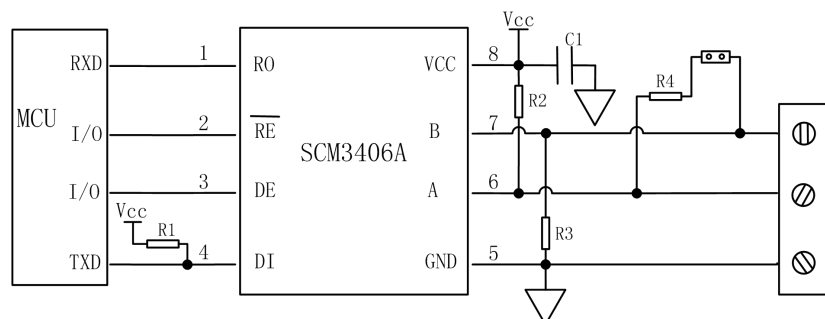 Vcc
C1
RXD 1 RO VCC 8
R2
R4
MCU
I/O 2 RE B 7
SCM3406A
I/O 3 DE A 6
Vcc
R1
R3
TXD 4 DI GND 5